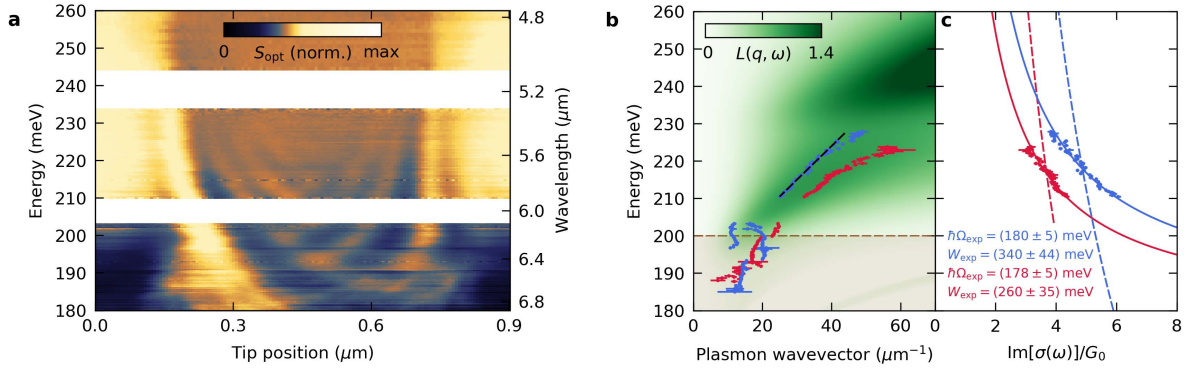 a
260
250
240
230
220
210
200
190
180
Energy (meV)
0 S_opt (norm.) max
0.0 0.3 0.6 0.9
Tip position (μm)
4.8
5.2
5.6
6.0
6.4
6.8
Wavelength (μm)
b
260
250
240
230
220
210
200
190
180
Energy (meV)
0 L(q, ω) 1.4
0 20 40 60
Plasmon wavevector (μm⁻¹)
c
ħΩ_exp = (180 ± 5) meV
W_exp = (340 ± 44) meV
ħΩ_exp = (178 ± 5) meV
W_exp = (260 ± 35) meV
0 2 4 6 8
Im[σ(ω)]/G₀